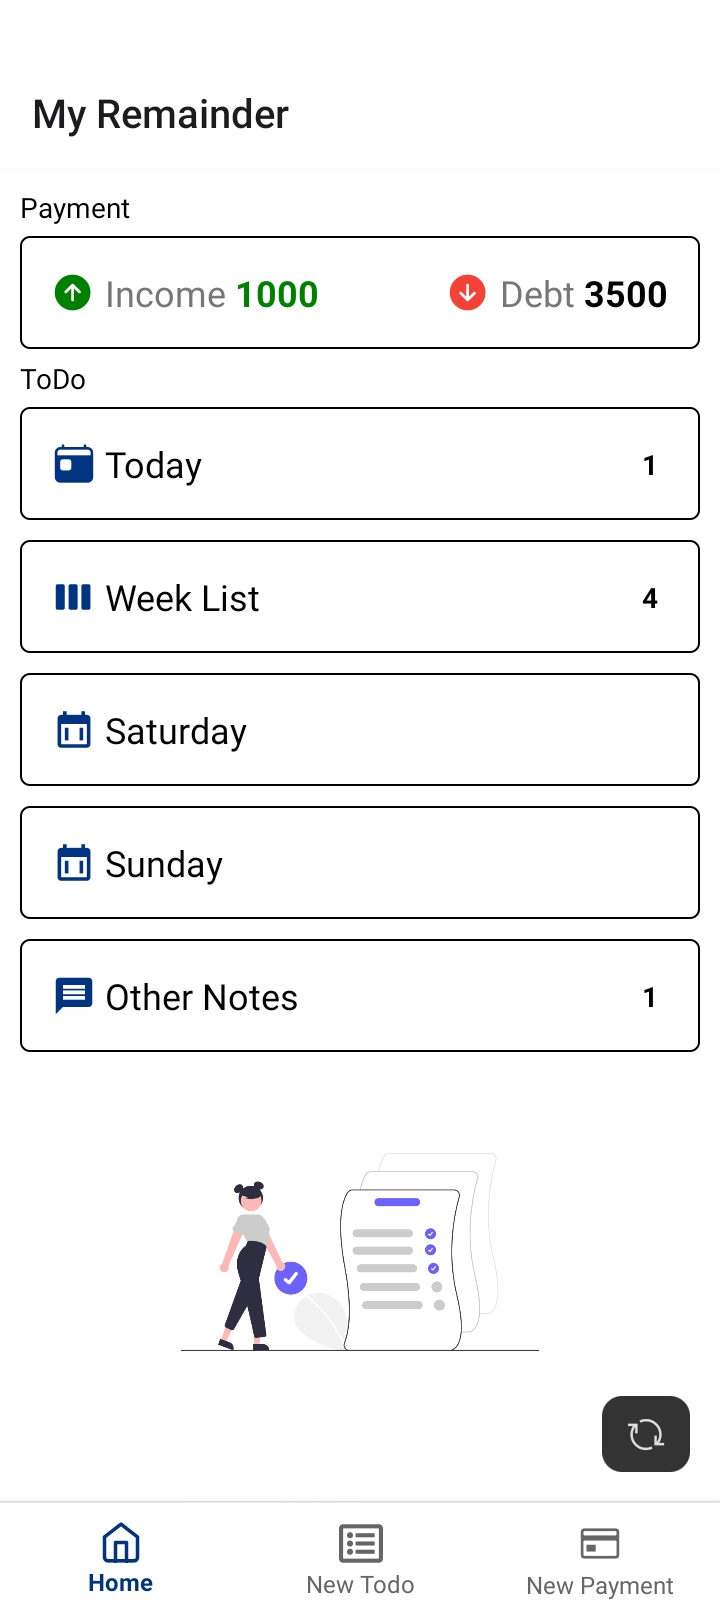 My Remainder
Payment
Income 1000 Debt 3500
ToDo
Today 1
Week List 4
Saturday
Sunday
Other Notes 1
Home New Todo New Payment